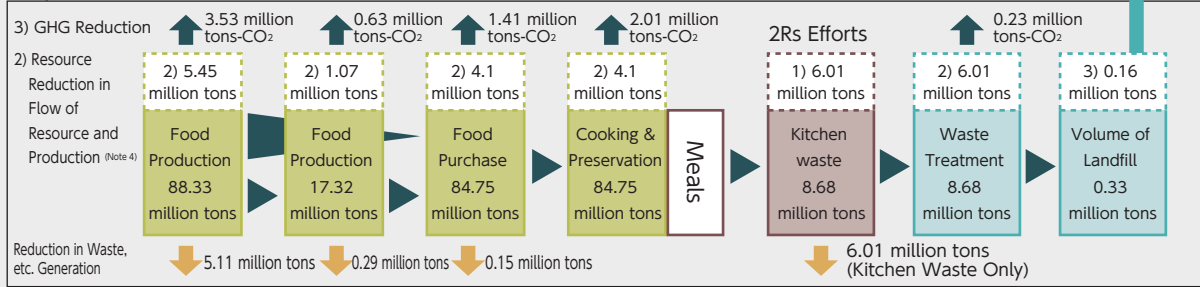 3) GHG Reduction
3.53 million
tons-CO2
0.63 million
tons-CO2
1.41 million
tons-CO2
2.01 million
tons-CO2
2Rs Efforts
0.23 million
tons-CO2
2) Resource
Reduction in
Flow of
Resource and
Production (Note 4)
2) 5.45
million tons
2) 1.07
million tons
2) 4.1
million tons
2) 4.1
million tons
1) 6.01
million tons
2) 6.01
million tons
3) 0.16
million tons
Food
Production
88.33
million tons
Food
Production
17.32
million tons
Food
Purchase
84.75
million tons
Cooking &
Preservation
84.75
million tons
Meals
Kitchen
waste
8.68
million tons
Waste
Treatment
8.68
million tons
Volume of
Landfill
0.33
million tons
Reduction in Waste,
etc. Generation
5.11 million tons
0.29 million tons
0.15 million tons
6.01 million tons
(Kitchen Waste Only)